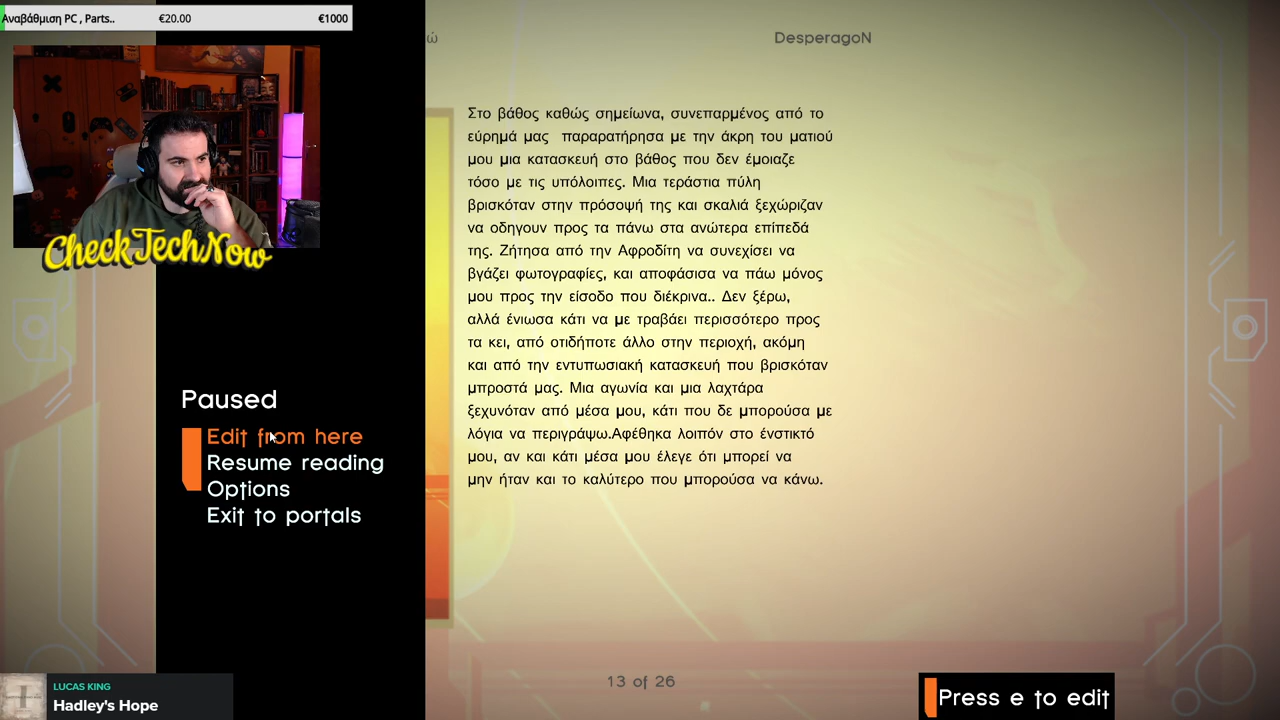 Αναβάθμιση PC , Parts.. €20.00 €1000
ώ
DesperagoN
CheckTechNow
Στο βάθος καθώς σημείωνα, συνεπαρμένος από το
εύρημά μας παραρατήρησα με την άκρη του ματιού
μου μια κατασκευή στο βάθος που δεν έμοιαζε
τόσο με τις υπόλοιπες. Μια τεράστια πύλη
βρισκόταν στην πρόσοψή της και σκαλιά ξεχώριζαν
να οδηγουν προς τα πάνω στα ανώτερα επίπεδά
της. Ζήτησα από την Αφροδίτη να συνεχίσει να
βγάζει φωτογραφίες, και αποφάσισα να πάω μόνος
μου προς την είσοδο που διέκρινα.. Δεν ξέρω,
αλλά ένιωσα κάτι να με τραβάει περισσότερο προς
τα κει, από οτιδήποτε άλλο στην περιοχή, ακόμη
και από την εντυπωσιακή κατασκευή που βρισκόταν
μπροστά μας. Μια αγωνία και μια λαχτάρα
ξεχυνόταν από μέσα μου, κάτι που δε μπορούσα με
λόγια να περιγράψω.Αφέθηκα λοιπόν στο ένστικτό
μου, αν και κάτι μέσα μου έλεγε ότι μπορεί να
μην ήταν και το καλύτερο που μπορούσα να κάνω.
Paused
Edit from here
Resume reading
Options
Exit to portals
13 of 26
Press e to edit
LUCAS KING
Hadley's Hope